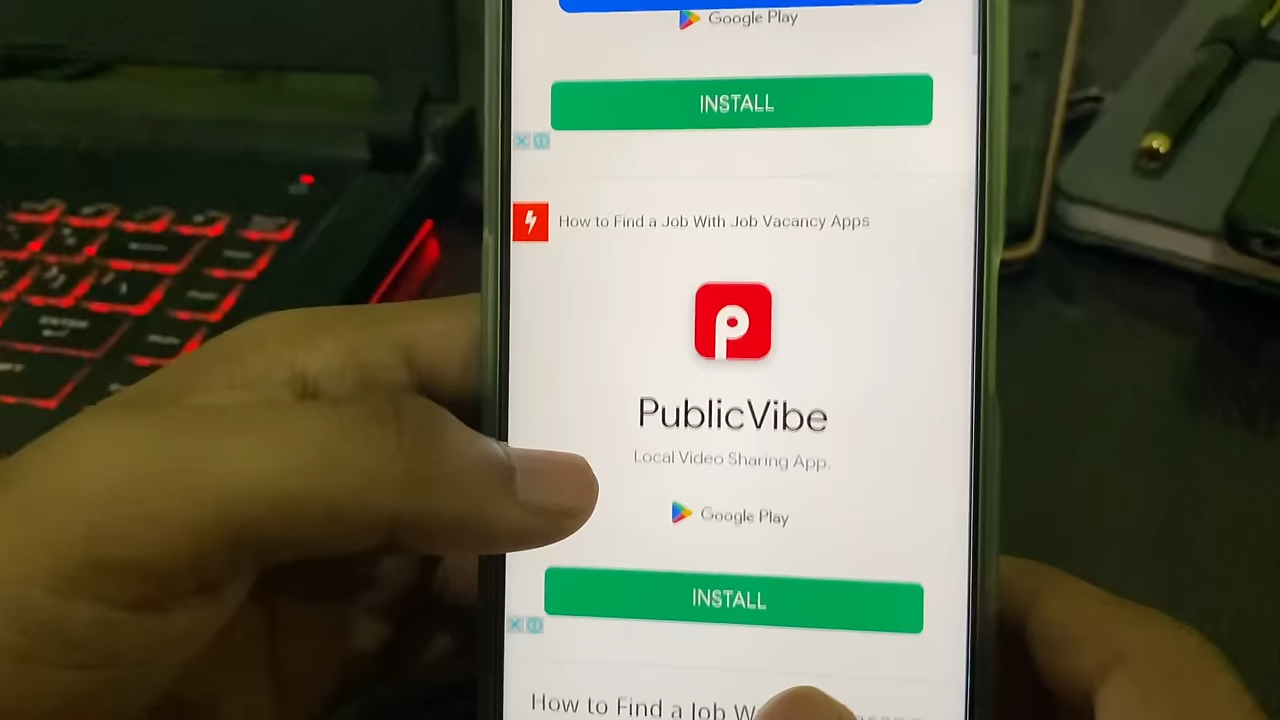 Google Play
INSTALL
How to Find a Job With Job Vacancy Apps
PublicVibe
Local Video Sharing App.
Google Play
INSTALL
How to Find a Job
ENTER